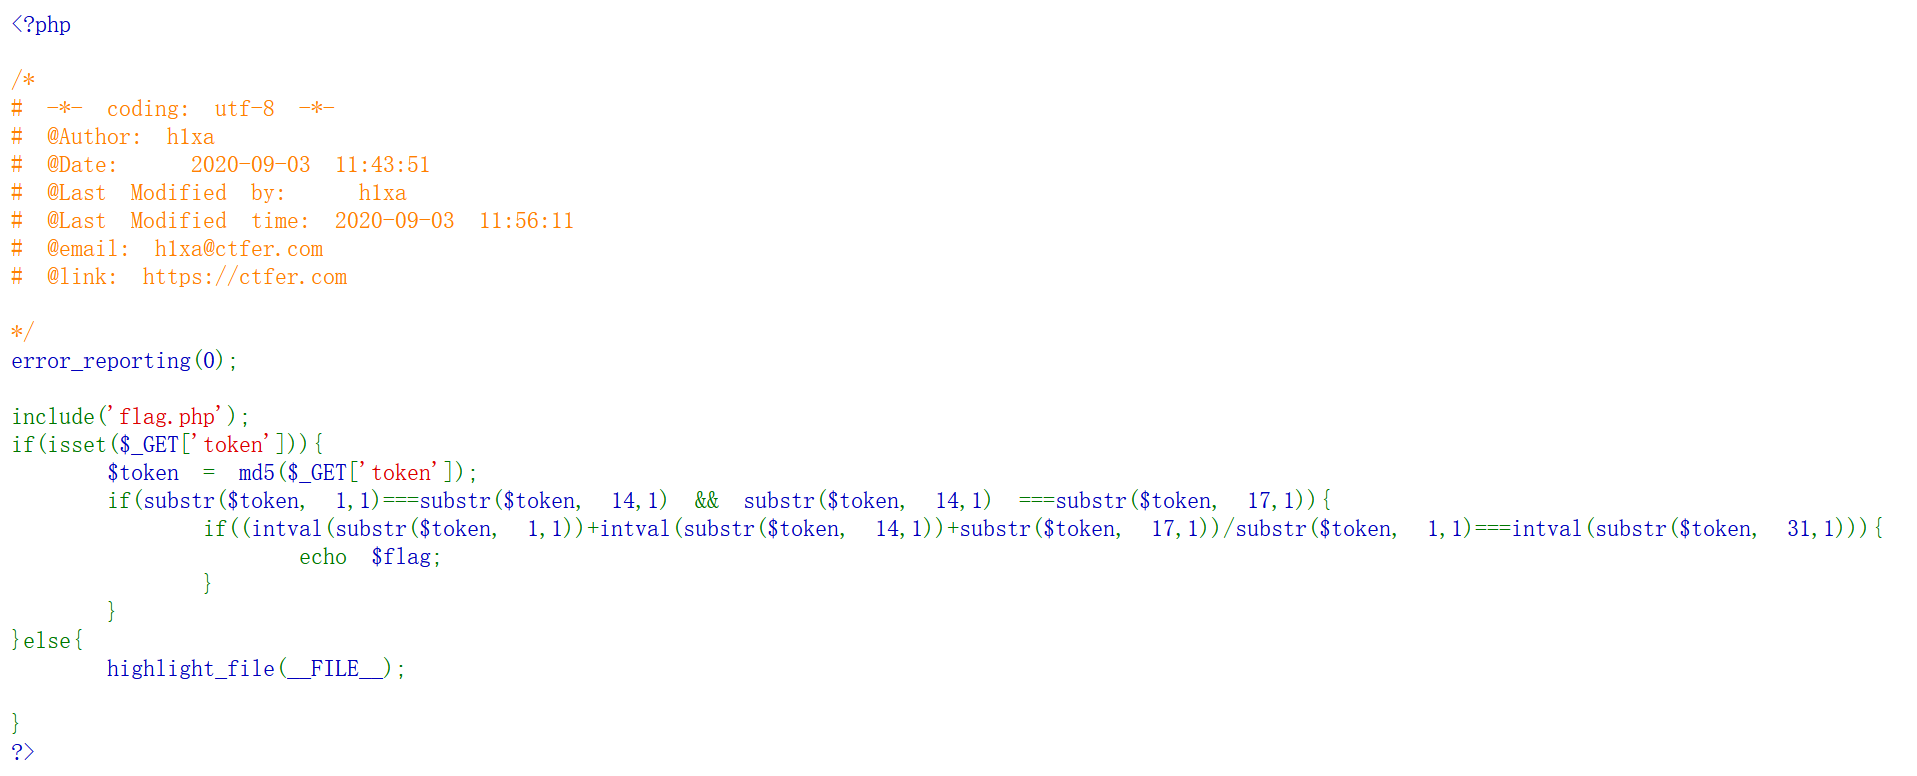 <?php
/*
# -*- coding: utf-8 -*-
# @Author: h1xa
# @Date:   2020-09-03 11:43:51
# @Last Modified by:   h1xa
# @Last Modified time: 2020-09-03 11:56:11
# @email: h1xa@ctfer.com
# @link: https://ctfer.com
*/
error_reporting(0);
include('flag.php');
if(isset($_GET['token'])){
    $token = md5($_GET['token']);
    if(substr($token, 1,1)===substr($token, 14,1) && substr($token, 14,1) ===substr($token, 17,1)){
        if((intval(substr($token, 1,1))+intval(substr($token, 14,1))+substr($token, 17,1))/substr($token, 1,1)===intval(substr($token, 31,1))){
            echo $flag;
        }
    }
}else{
    highlight_file(__FILE__);
}
?>